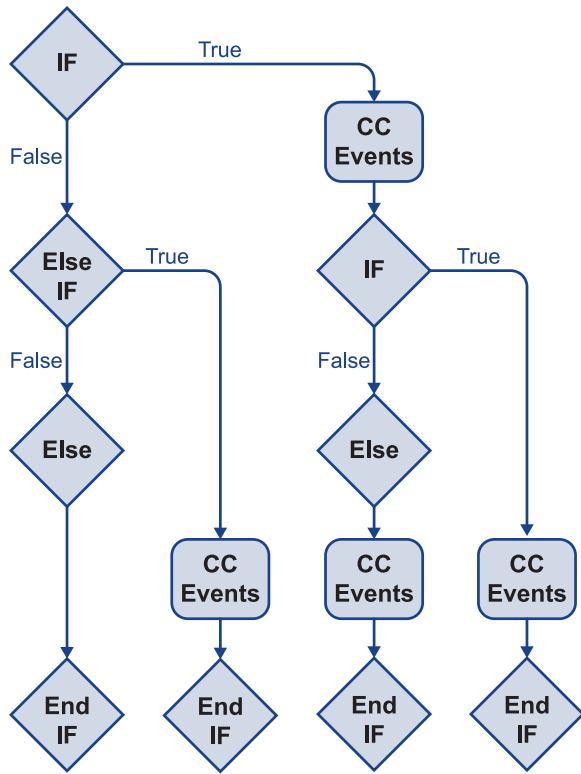 IF
True
CC
Events
False
Else
IF
True
IF
True
False
False
Else
Else
CC
Events
CC
Events
CC
Events
End
IF
End
IF
End
IF
End
IF